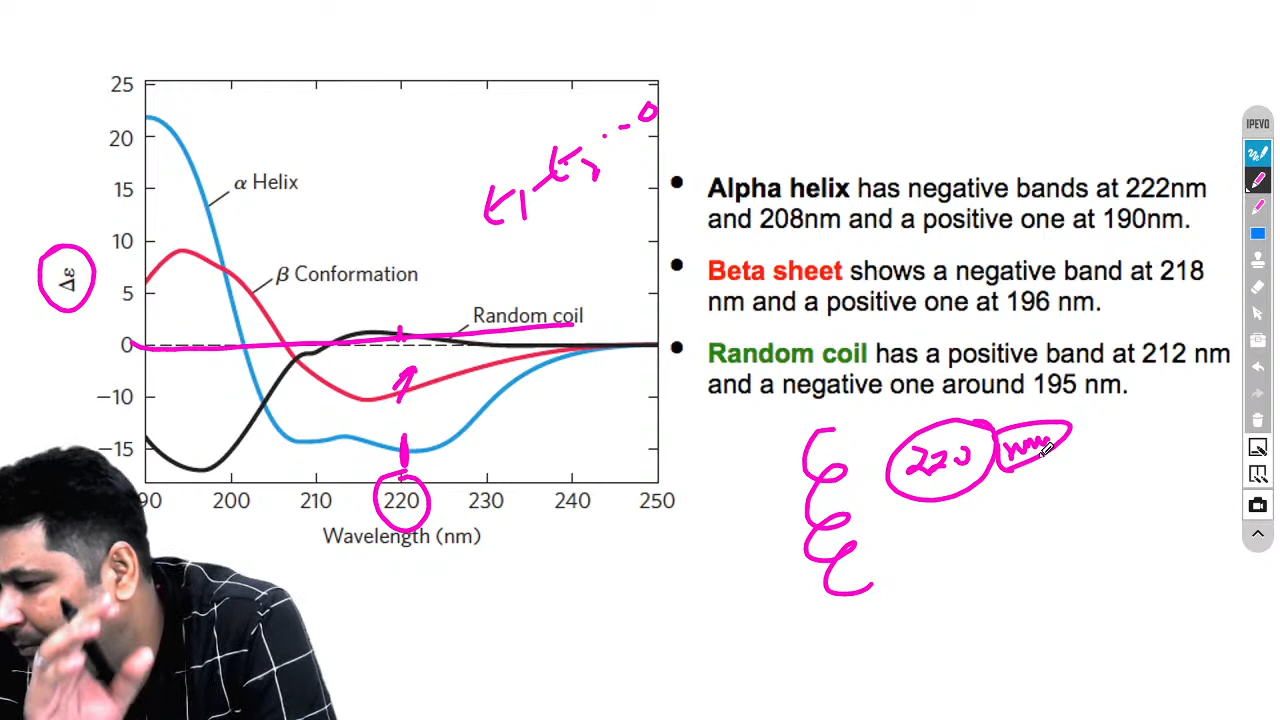 25
20
15
10
5
0
−10
−15
Δε
α Helix
β Conformation
Random coil
90 200 210 220 230 240 250
Wavelength (nm)
• Alpha helix has negative bands at 222nm
and 208nm and a positive one at 190nm.
• Beta sheet shows a negative band at 218
nm and a positive one at 196 nm.
• Random coil has a positive band at 212 nm
and a negative one around 195 nm.
220 nm
IPEVO